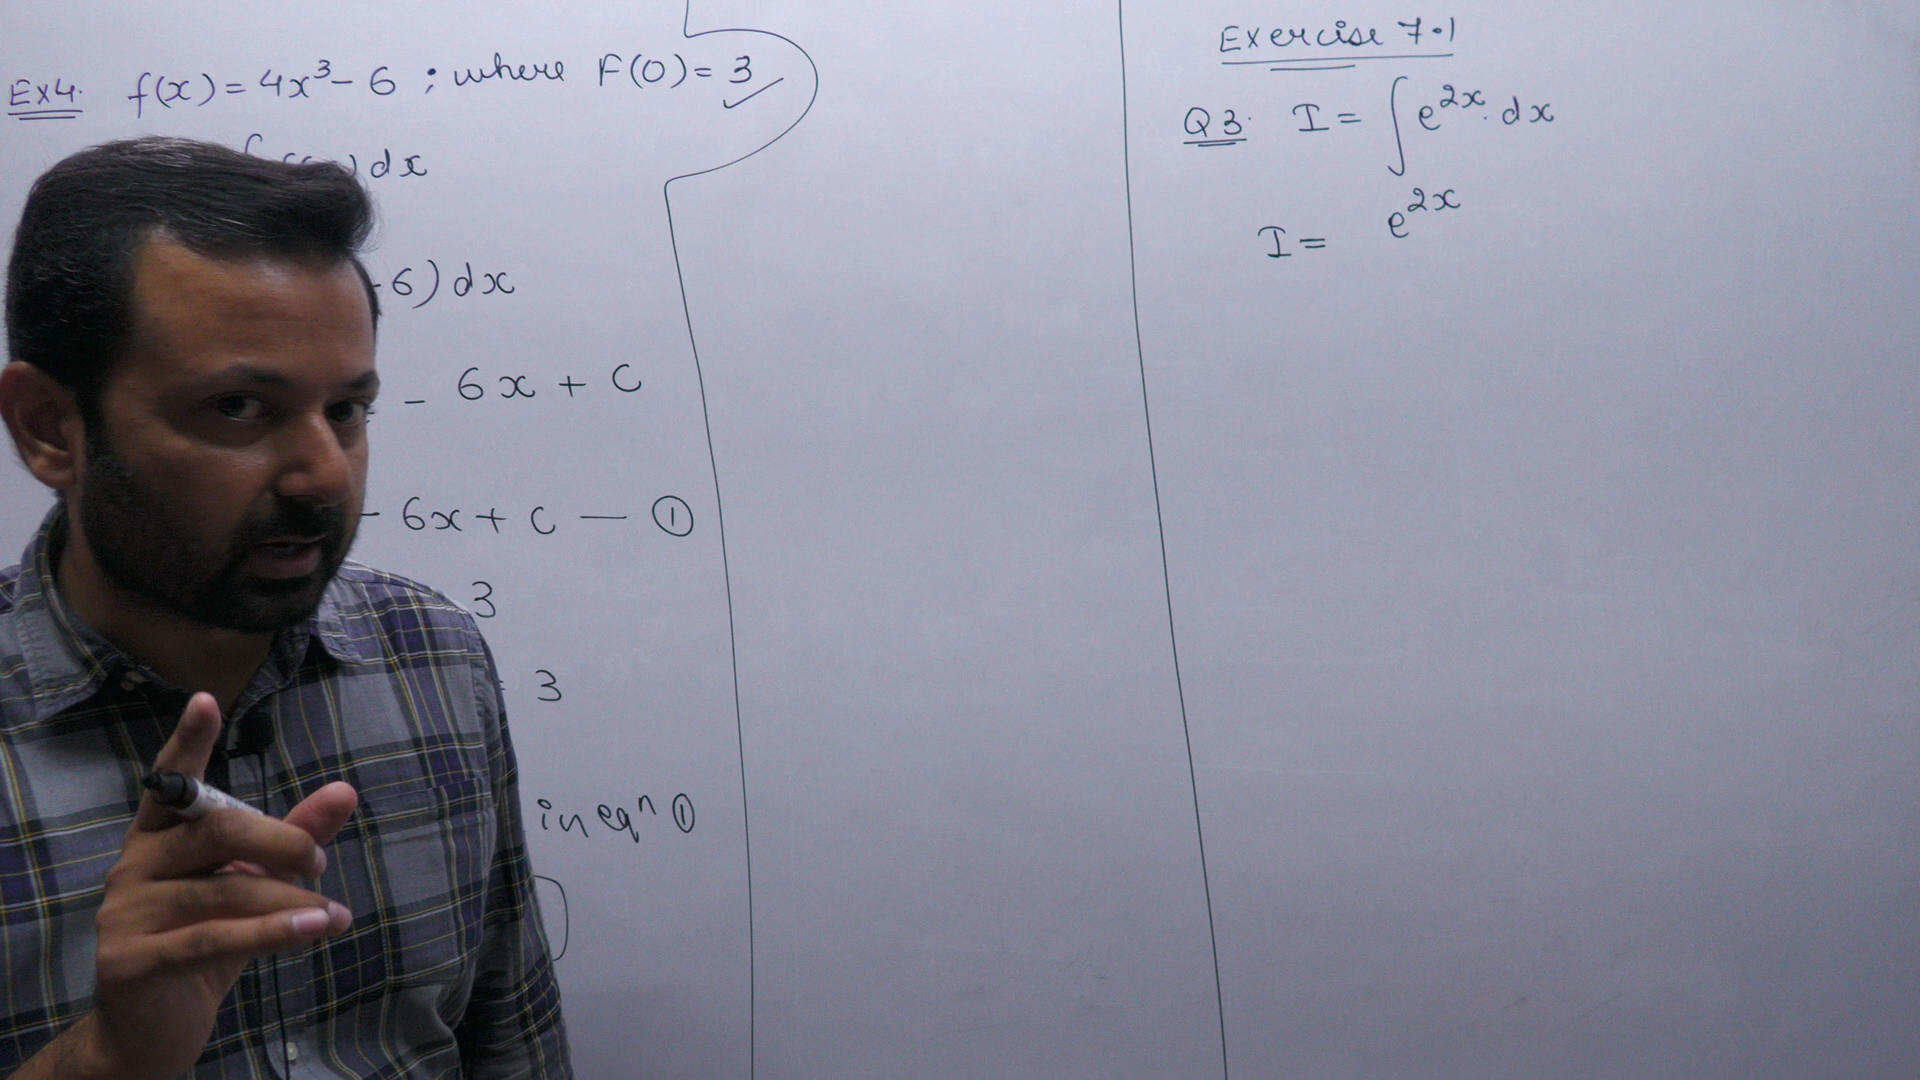 Ex4. f(x) = 4x³ - 6 ; where F(0) = 3 ✓
) dx
6) dx
- 6x + C
- 6x + C — ①
3
= 3
in eqⁿ ①
Exercise 7.1
Q3. I = ∫ e²ˣ. dx
I = e²ˣ